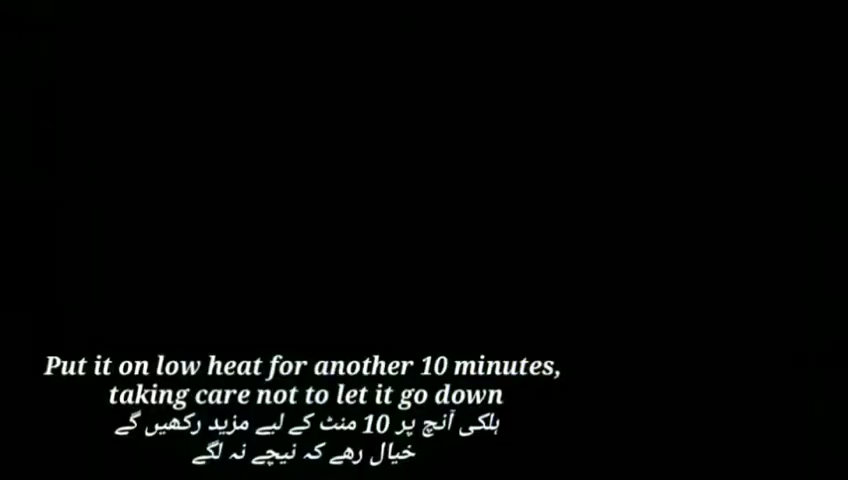 Put it on low heat for another 10 minutes,
taking care not to let it go down
ہلکی آنچ پر 10 منٹ کے لیے مزید رکھیں گے
خیال رھے کہ نیچے نہ لگے